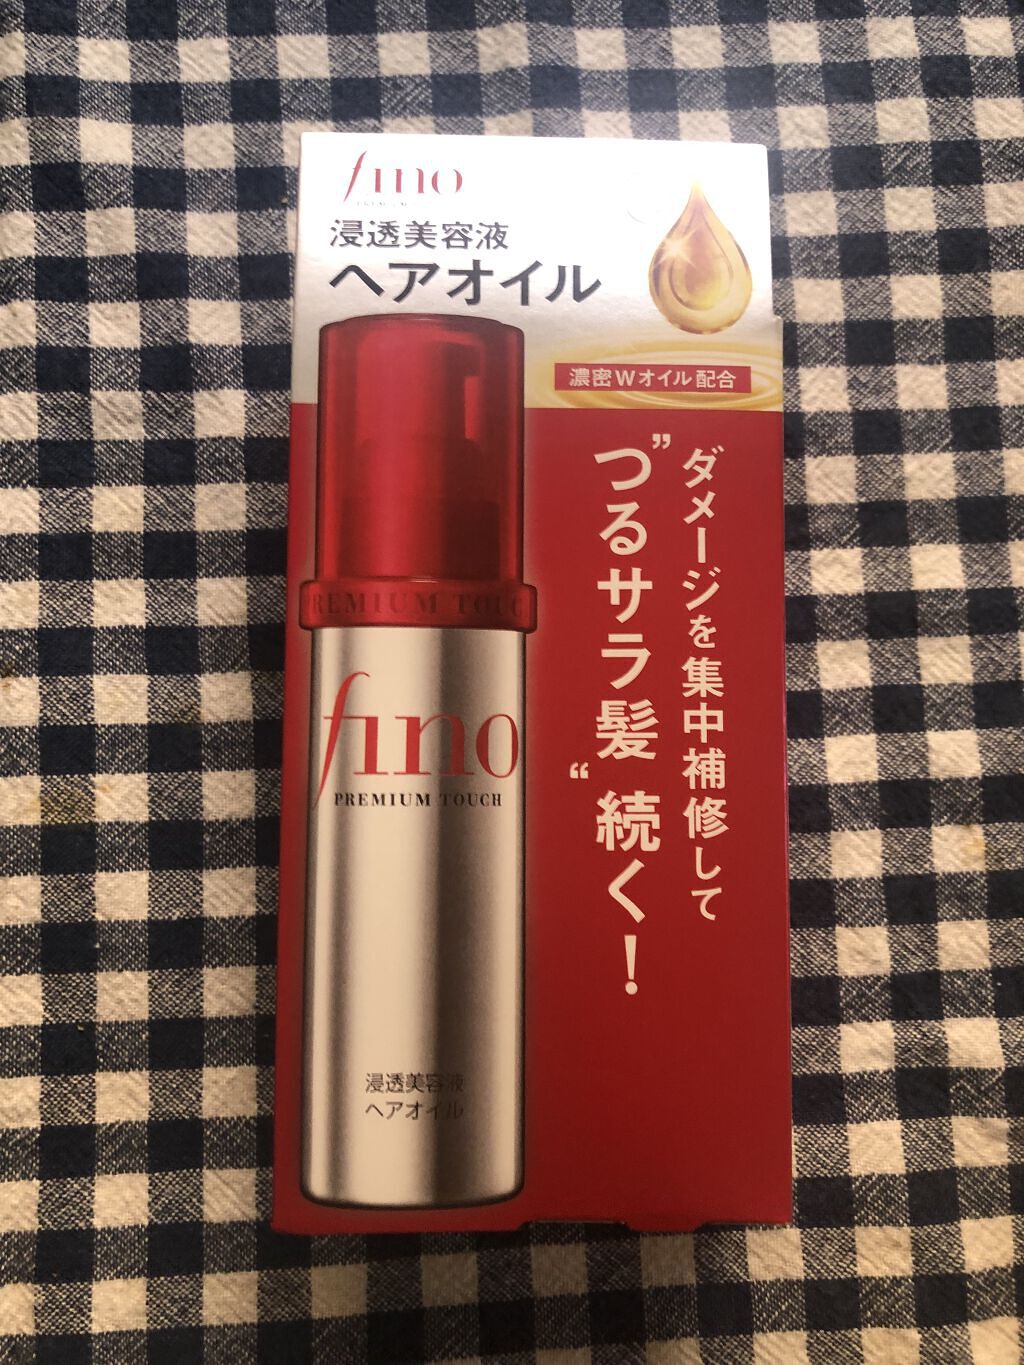 fino
浸透美容液
ヘアオイル
濃密Wオイル配合
ダメージを集中補修して
”つるサラ髪“続く！
REMIUM TOUC
fino
PREMIUM TOUCH
浸透美容液
ヘアオイル